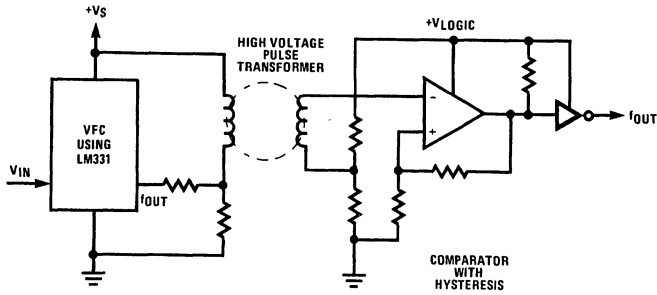 +VS
HIGH VOLTAGE
PULSE
TRANSFORMER
+VLOGIC
VFC
USING
LM331
VIN
fOUT
-
+
fOUT
COMPARATOR
WITH
HYSTERESIS